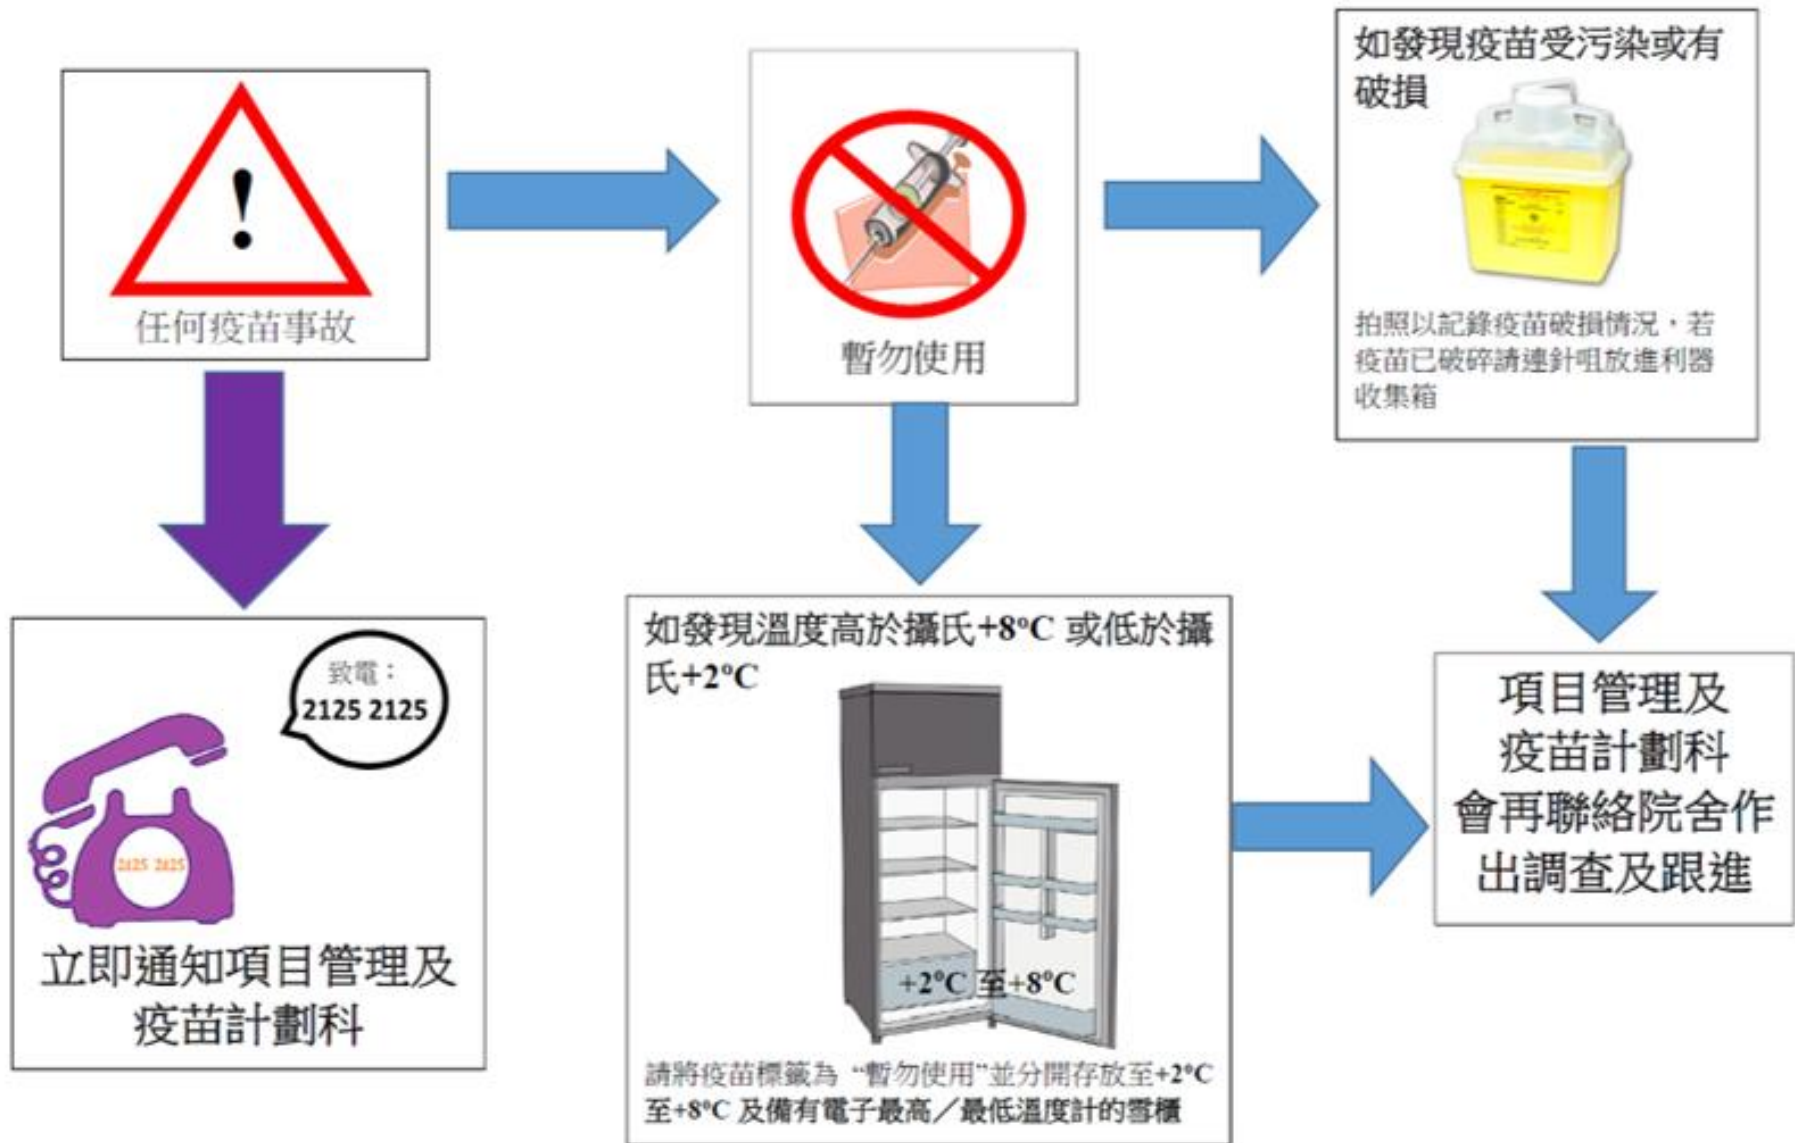 任何疫苗事故
暫勿使用
如發現疫苗受污染或有
破損
拍照以記錄疫苗破損情況，若
疫苗已破碎請連針咀放進利器
收集箱
致電：
2125 2125
2125 2125
立即通知項目管理及
疫苗計劃科
如發現溫度高於攝氏+8°C 或低於攝
氏+2°C
+2°C 至+8°C
請將疫苗標籤為 “暫勿使用”並分開存放至+2°C
至+8°C 及備有電子最高／最低溫度計的雪櫃
項目管理及
疫苗計劃科
會再聯絡院舍作
出調查及跟進